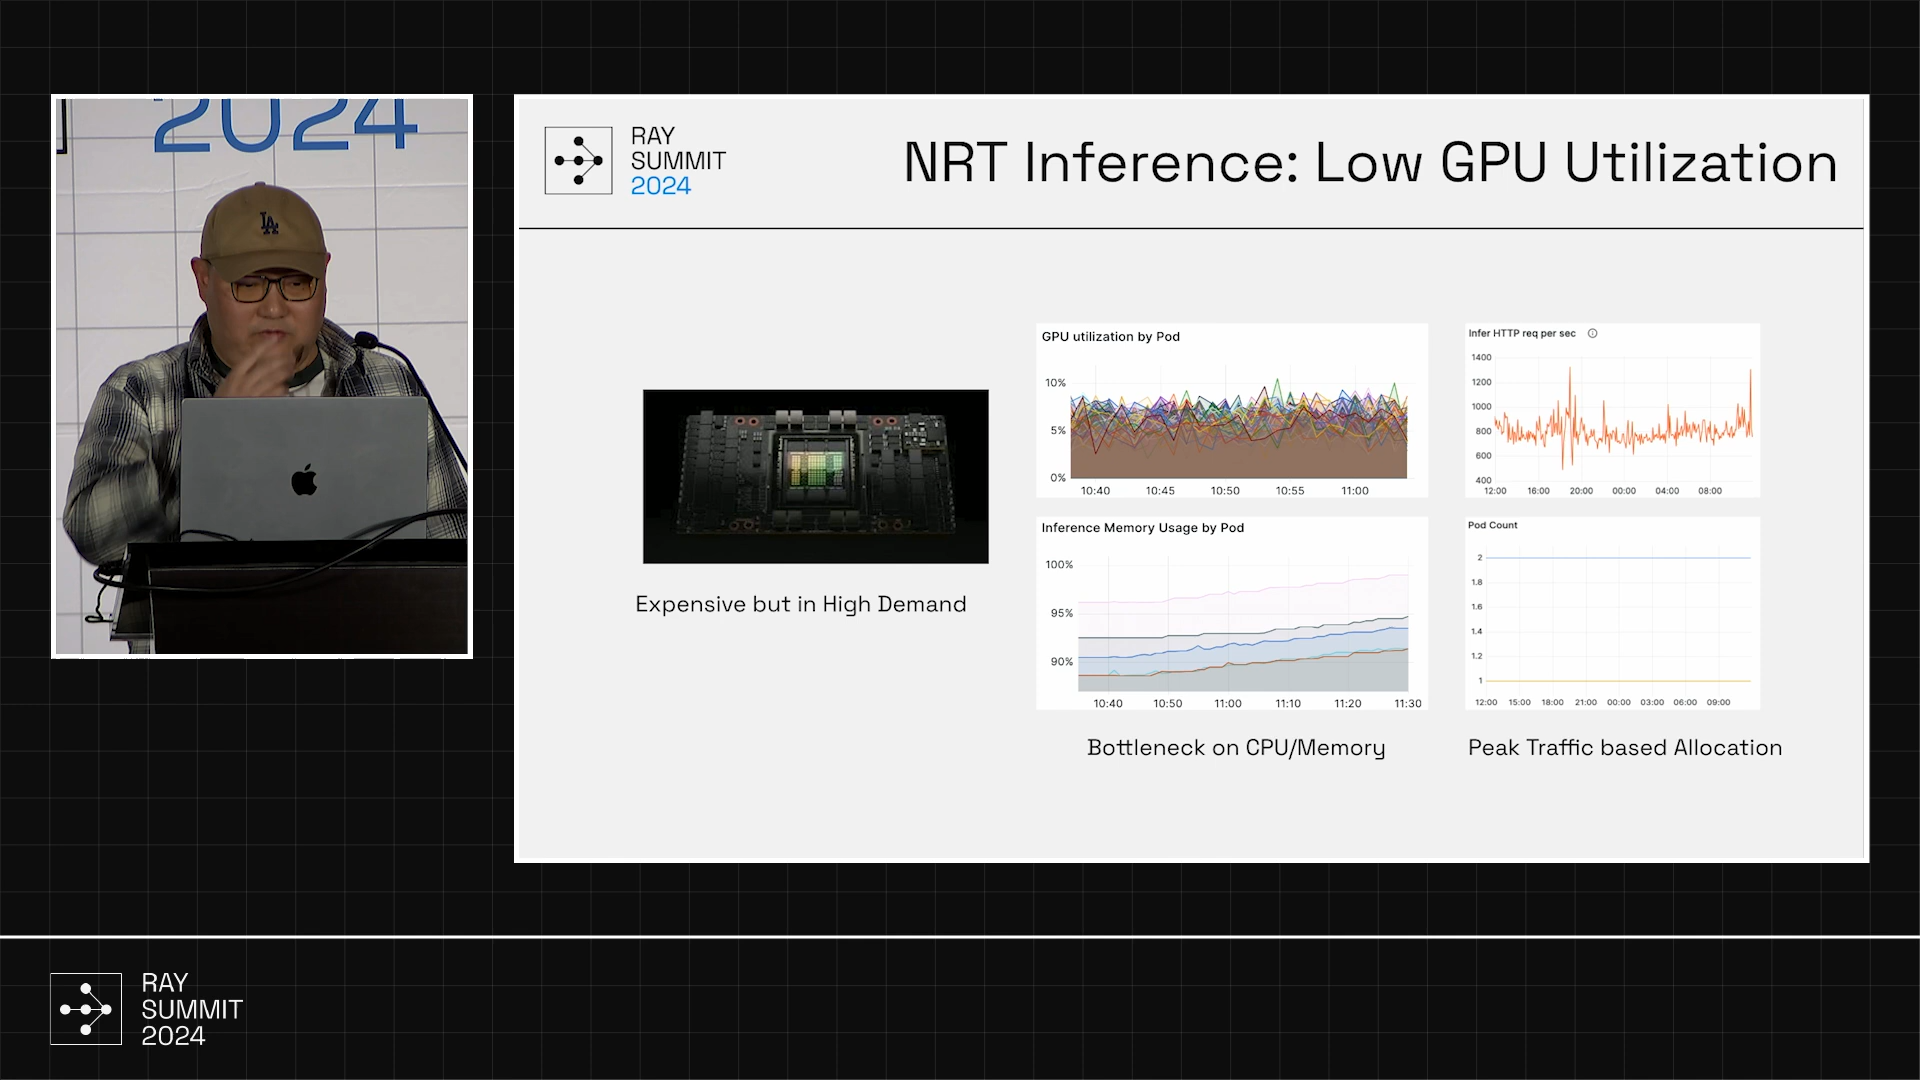 2024
LA
RAY
SUMMIT
2024
NRT Inference: Low GPU Utilization
Expensive but in High Demand
GPU utilization by Pod
10%
5%
0%
10:40 10:45 10:50 10:55 11:00
Inference Memory Usage by Pod
100%
95%
90%
10:40 10:50 11:00 11:10 11:20 11:30
Bottleneck on CPU/Memory
Infer HTTP req per sec
1400
1200
1000
800
600
400
12:00 16:00 20:00 00:00 04:00 08:00
Pod Count
2
1.8
1.6
1.4
1.2
1
12:00 15:00 18:00 21:00 00:00 03:00 06:00 09:00
Peak Traffic based Allocation
RAY
SUMMIT
2024